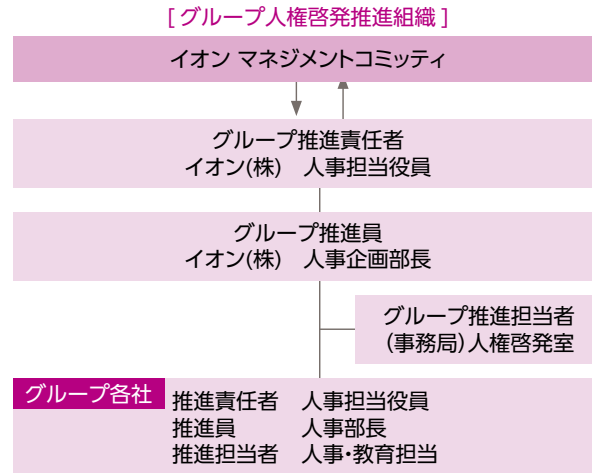 [ グループ人権啓発推進組織 ]
イオン マネジメントコミッティ
グループ推進責任者
イオン(株)　人事担当役員
グループ推進員
イオン(株)　人事企画部長
グループ推進担当者
(事務局)人権啓発室
グループ各社
推進責任者　人事担当役員
推進員　人事部長
推進担当者　人事・教育担当